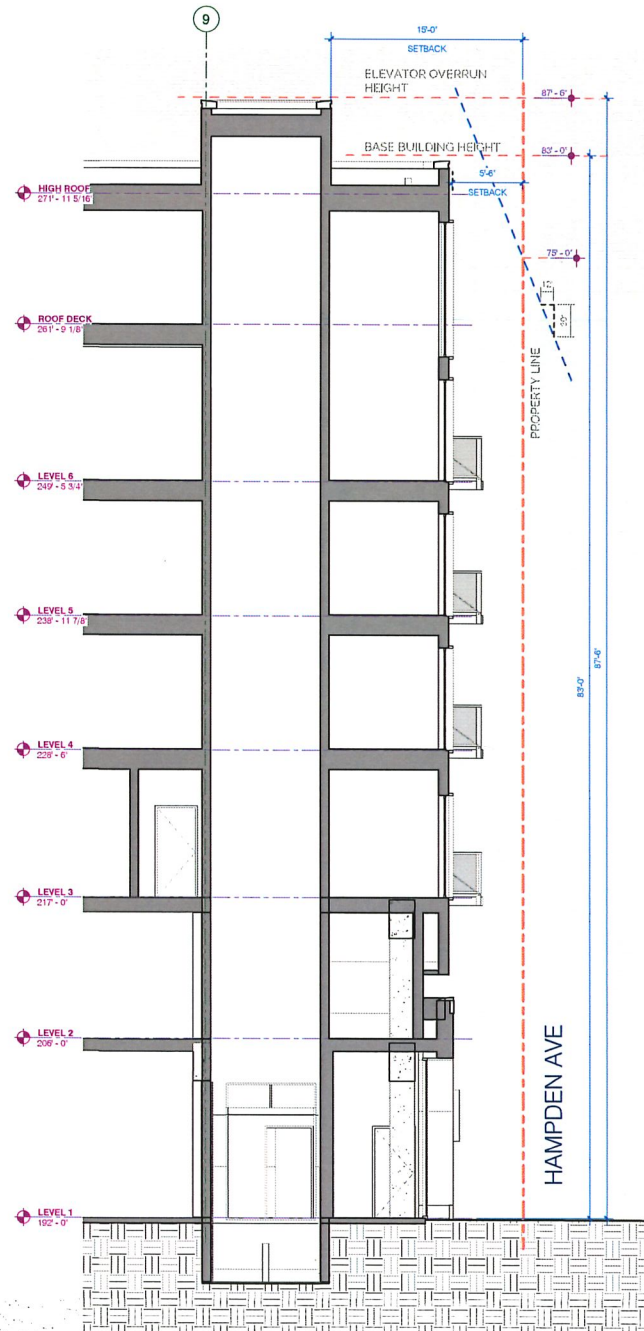 9
15'-0"
SETBACK
ELEVATOR OVERRUN
HEIGHT
87' - 6"
BASE BUILDING HEIGHT
83' - 0"
HIGH ROOF
271' - 11 5/16"
5'-6"
SETBACK
75' - 0"
20"
ROOF DECK
261' - 9 1/8"
PROPERTY LINE
LEVEL 6
249' - 5 3/4"
LEVEL 5
238' - 11 7/8"
83'-0"
87'-6"
LEVEL 4
228' - 6"
LEVEL 3
217' - 0"
LEVEL 2
206' - 0"
HAMPDEN AVE
LEVEL 1
192' - 0"